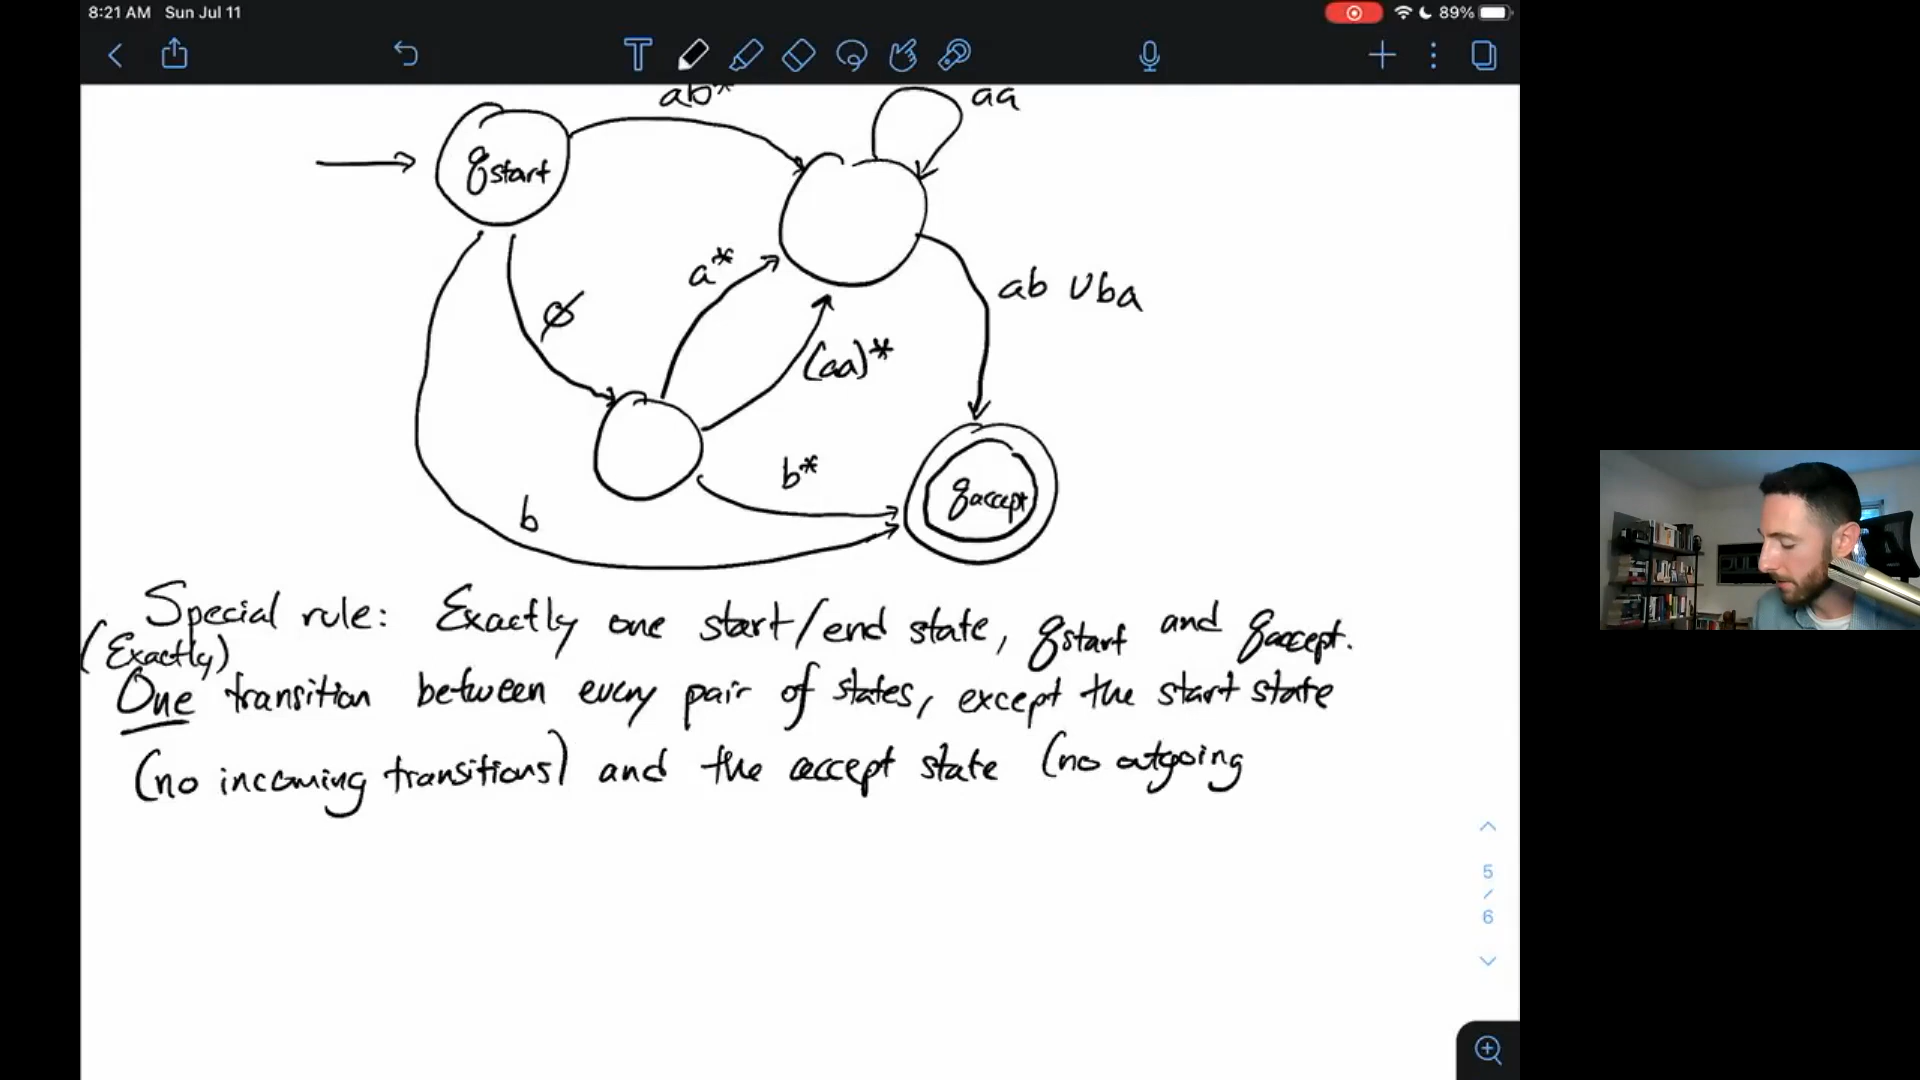 8:21 AM Sun Jul 11
89%
T
ab*
aa
qstart
a*
ab ∪ ba
∅
(aa)*
b*
qaccept
b
Special rule: Exactly one start/end state, qstart and qaccept.
(Exactly)
One transition between every pair of states, except the start state
(no incoming transitions) and the accept state (no outgoing
5
/
6